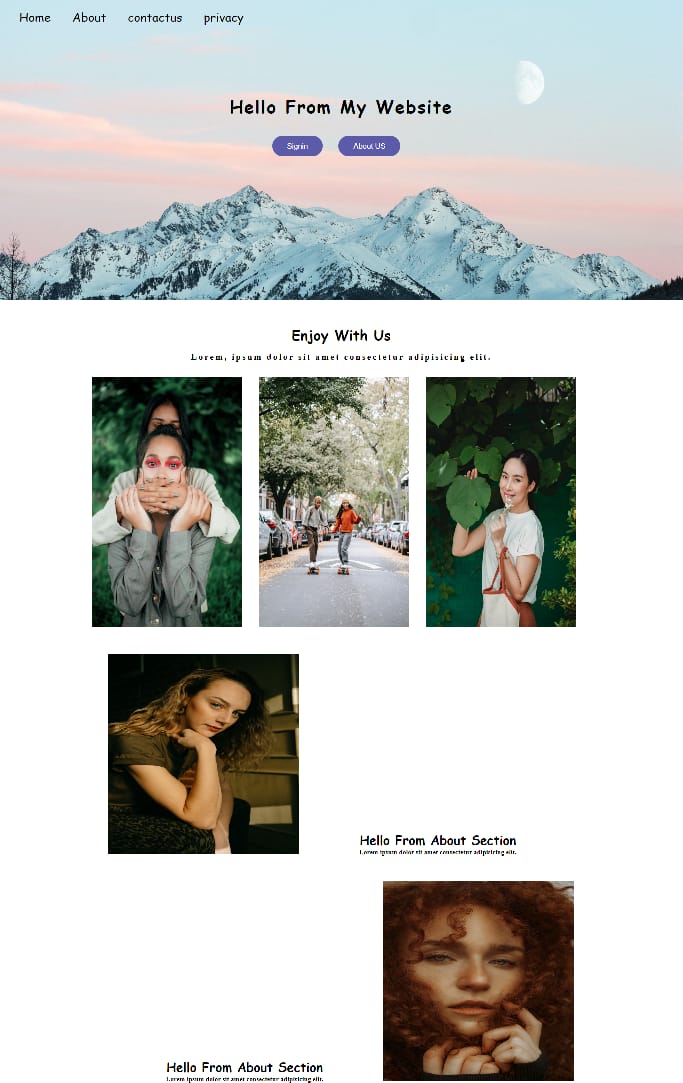 Home About contactus privacy
Hello From My Website
Signin About US
Enjoy With Us
Lorem, ipsum dolor sit amet consectetur adipisicing elit.
Hello From About Section
Lorem ipsum dolor sit amet consectetur adipisicing elit.
Hello From About Section
Lorem ipsum dolor sit amet consectetur adipisicing elit.